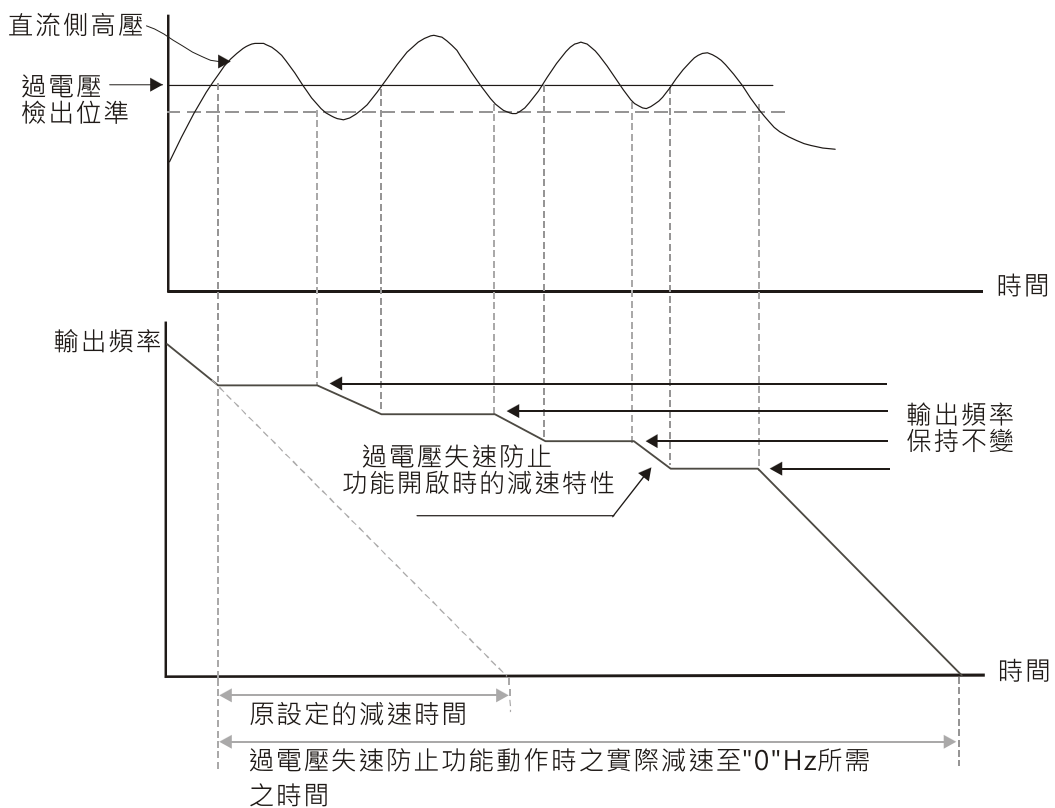 直流側高壓
過電壓
檢出位準
時間
輸出頻率
輸出頻率
保持不變
過電壓失速防止
功能開啟時的減速特性
時間
原設定的減速時間
過電壓失速防止功能動作時之實際減速至"0"Hz所需
之時間